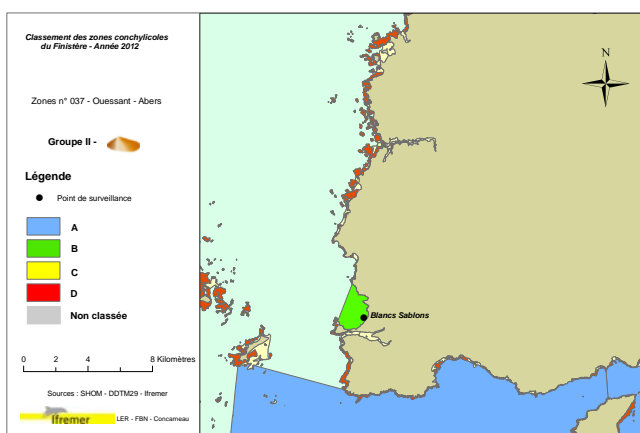 Classement des zones conchylicoles
du Finistère - Année 2012
Zones n° 037 - Ouessant - Abers
Groupe II -
Légende
Point de surveillance
A
B
C
D
Non classée
0 2 4 8 Kilomètres
Sources : SHOM - DDTM29 - Ifremer
Ifremer
LER - FBN - Concarneau
N
Blancs Sablons